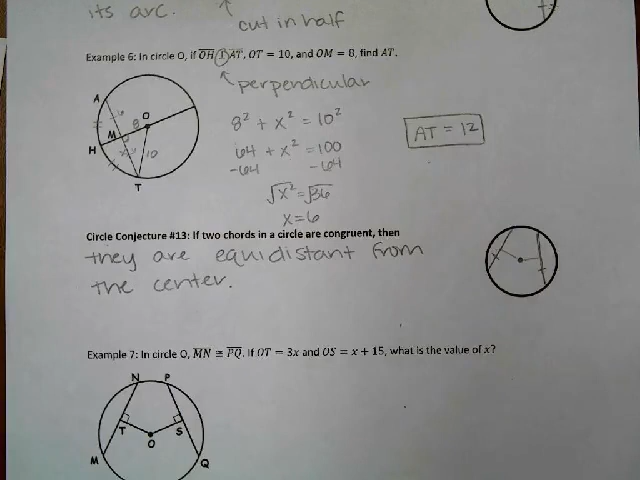 its arc.
cut in half
Example 6: In circle O, if OH ⊥ AT, OT = 10, and OM = 8, find AT.
perpendicular
A
O
8
M
H
10
T
8² + x² = 10²
64 + x² = 100
-64 -64
√x² = √36
x = 6
AT = 12
Circle Conjecture #13: If two chords in a circle are congruent, then
they are equidistant from
the center.
Example 7: In circle O, MN ≅ PQ. If OT = 3x and OS = x + 15, what is the value of x?
N P
T S
O
M Q